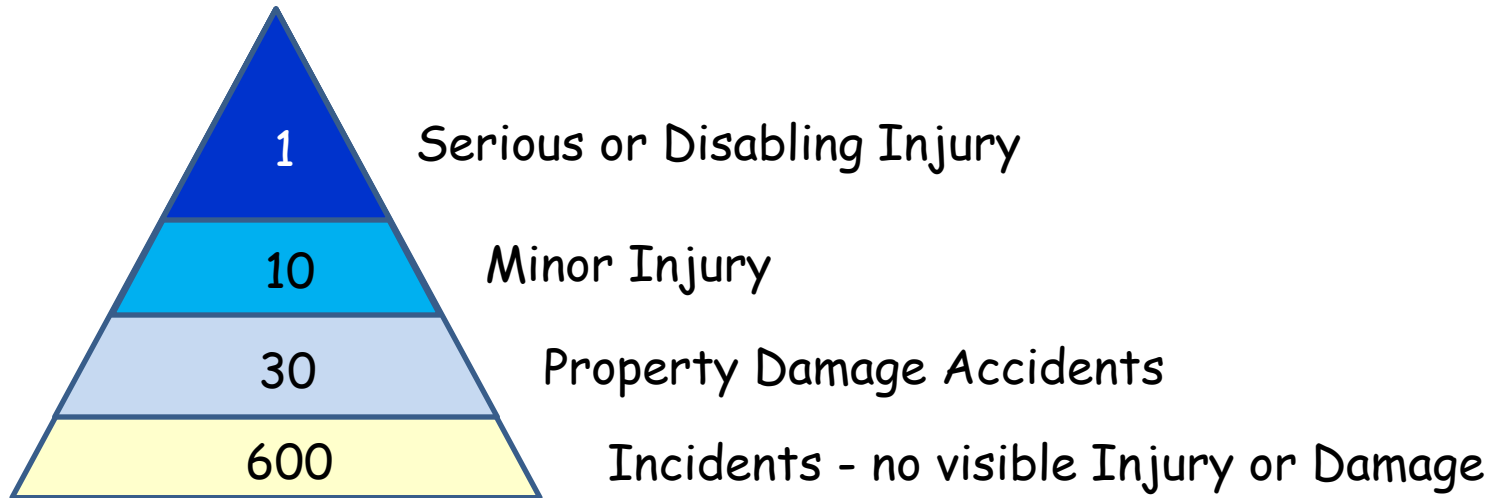 1 Serious or Disabling Injury
10 Minor Injury
30 Property Damage Accidents
600 Incidents - no visible Injury or Damage